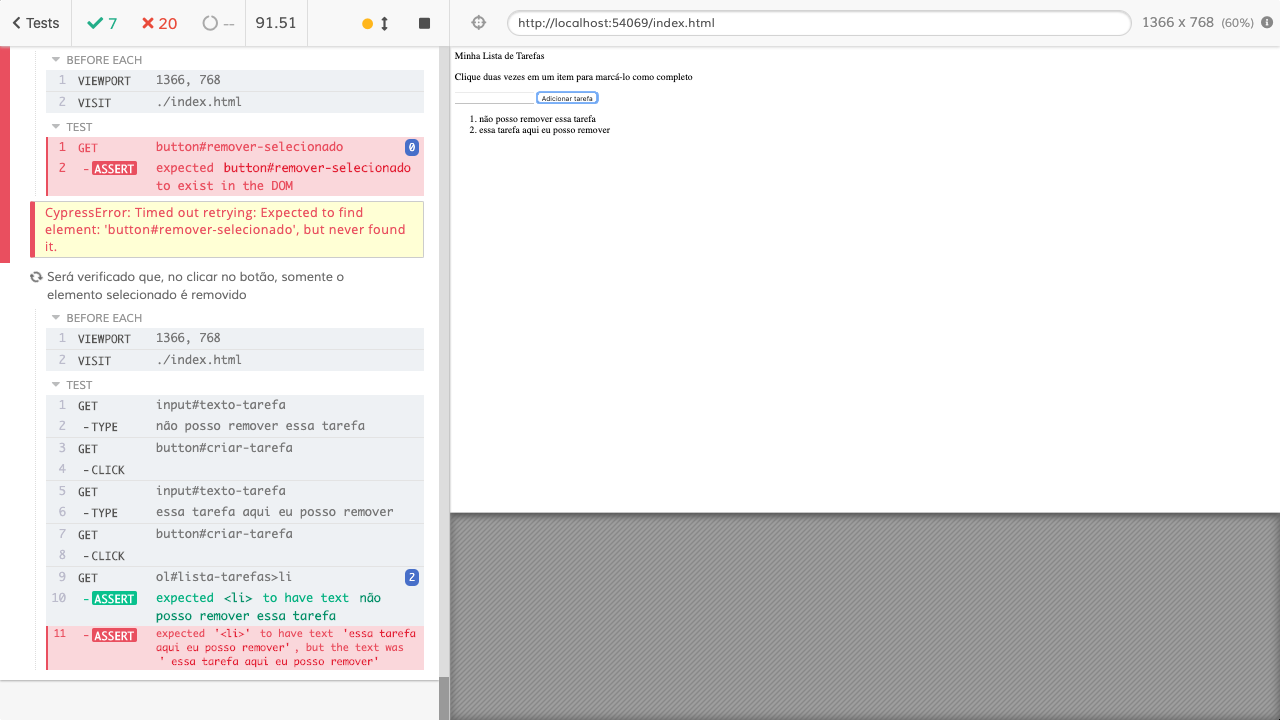 Tests
7
20
--
91.51
http://localhost:54069/index.html
1366 x 768 (60%)
BEFORE EACH
1 VIEWPORT 1366, 768
2 VISIT ./index.html
TEST
1 GET button#remover-selecionado 0
2 -ASSERT expected button#remover-selecionado
to exist in the DOM
CypressError: Timed out retrying: Expected to find
element: 'button#remover-selecionado', but never found
it.
Será verificado que, no clicar no botão, somente o
elemento selecionado é removido
BEFORE EACH
1 VIEWPORT 1366, 768
2 VISIT ./index.html
TEST
1 GET input#texto-tarefa
2 -TYPE não posso remover essa tarefa
3 GET button#criar-tarefa
4 -CLICK
5 GET input#texto-tarefa
6 -TYPE essa tarefa aqui eu posso remover
7 GET button#criar-tarefa
8 -CLICK
9 GET ol#lista-tarefas>li 2
10 -ASSERT expected <li> to have text não
posso remover essa tarefa
11 -ASSERT expected '<li>' to have text 'essa tarefa
aqui eu posso remover', but the text was
' essa tarefa aqui eu posso remover'
Minha Lista de Tarefas
Clique duas vezes em um item para marcá-lo como completo
Adicionar tarefa
1. não posso remover essa tarefa
2. essa tarefa aqui eu posso remover